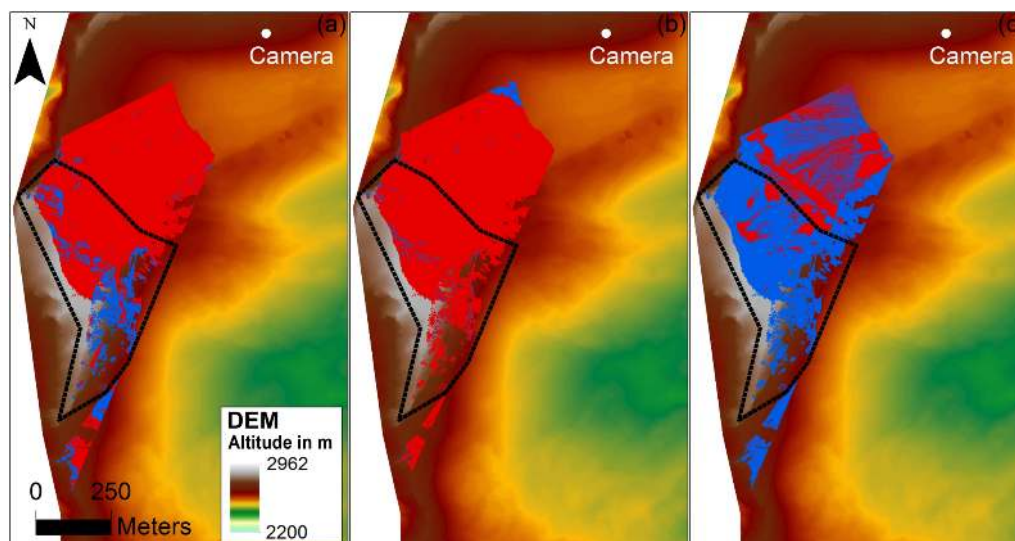 N
(a)
Camera
(b)
Camera
(c)
Camera
DEM
Altitude in m
2962
2200
0 250
Meters